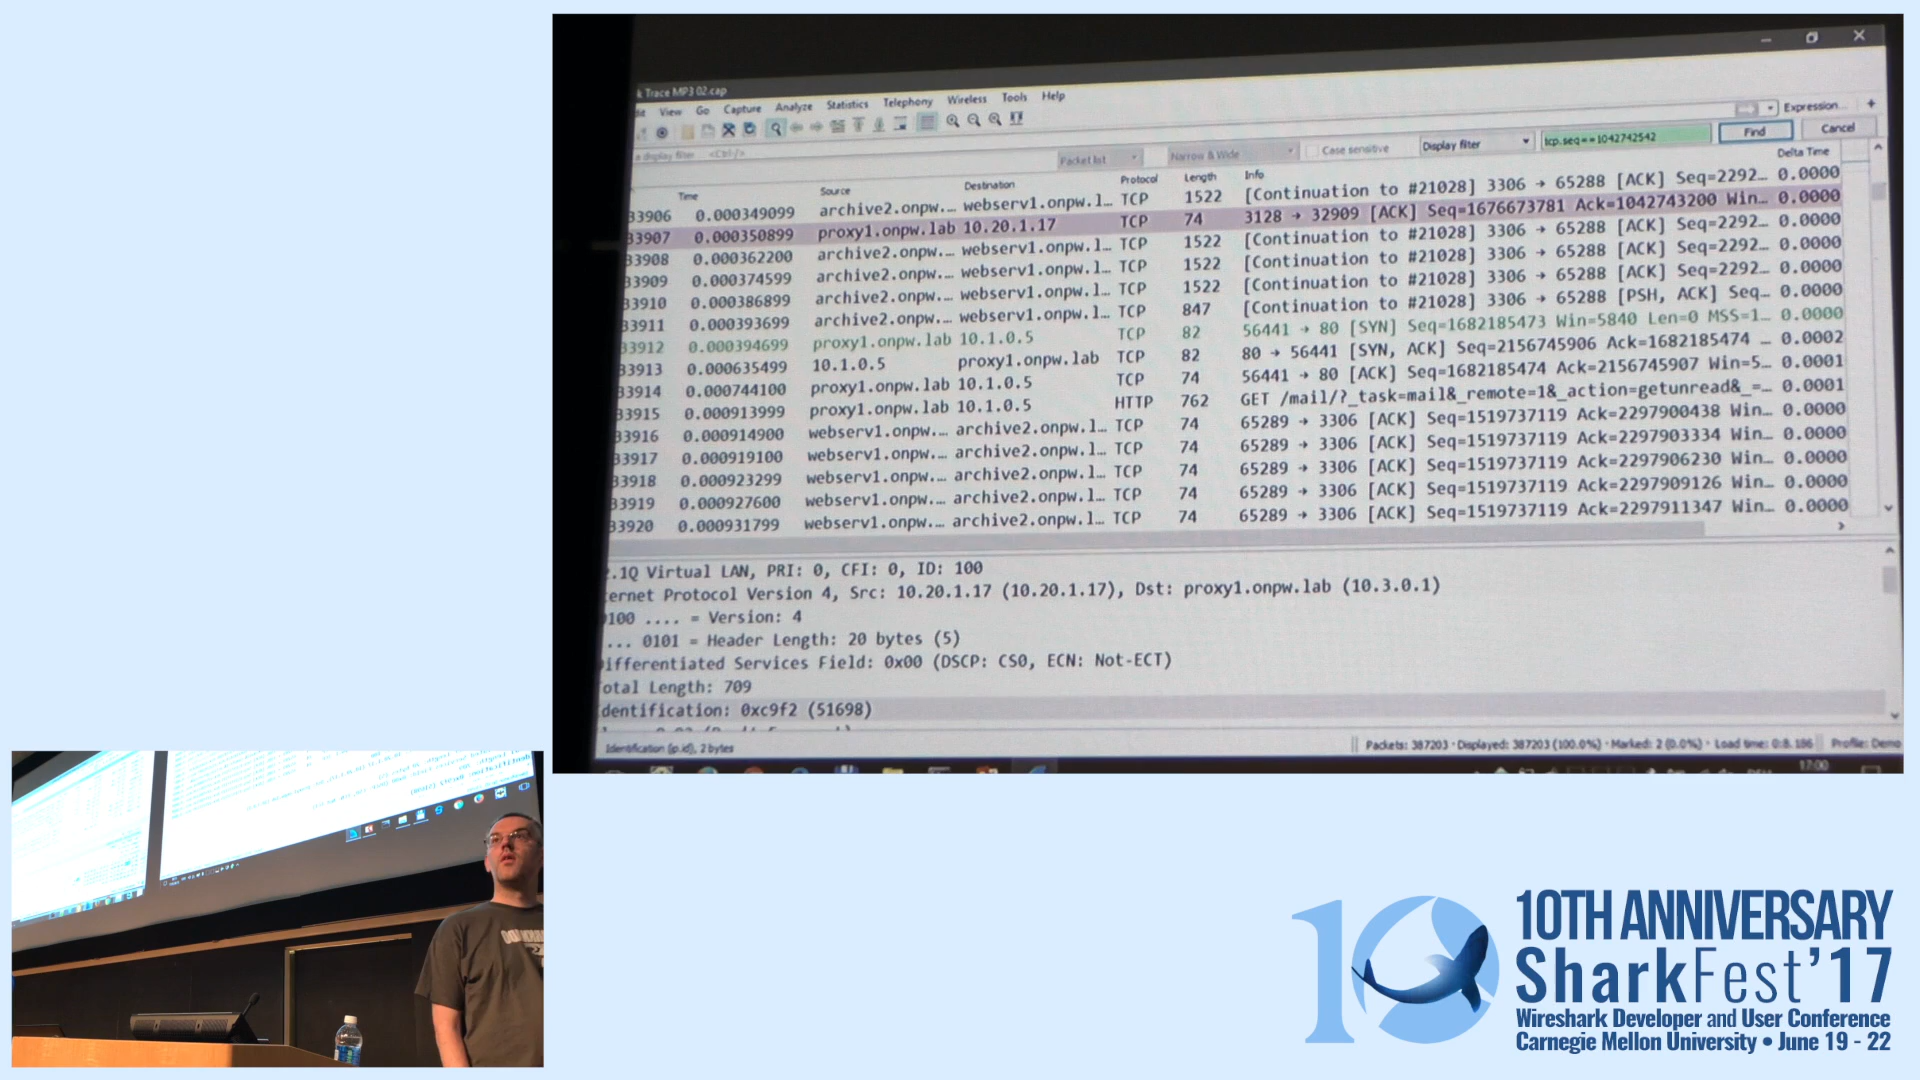 k Trace MP3 02.cap
View Go Capture Analyze Statistics Telephony Wireless Tools Help
Expression... +
a display filter ... <Ctrl-/>
Packet list Narrow & Wide Case sensitive Display filter tcp.seq==1042742542 Find Cancel
Time Source Destination Protocol Length Info Delta Time
33906 0.000349099 archive2.onpw.… webserv1.onpw.l… TCP 1522 [Continuation to #21028] 3306 → 65288 [ACK] Seq=2292… 0.0000
33907 0.000350899 proxy1.onpw.lab 10.20.1.17 TCP 74 3128 → 32909 [ACK] Seq=1676673781 Ack=1042743200 Win… 0.0000
33908 0.000362200 archive2.onpw.… webserv1.onpw.l… TCP 1522 [Continuation to #21028] 3306 → 65288 [ACK] Seq=2292… 0.0000
33909 0.000374599 archive2.onpw.… webserv1.onpw.l… TCP 1522 [Continuation to #21028] 3306 → 65288 [ACK] Seq=2292… 0.0000
33910 0.000386899 archive2.onpw.… webserv1.onpw.l… TCP 1522 [Continuation to #21028] 3306 → 65288 [ACK] Seq=2292… 0.0000
33911 0.000393699 archive2.onpw.… webserv1.onpw.l… TCP 847 [Continuation to #21028] 3306 → 65288 [PSH, ACK] Seq… 0.0000
33912 0.000394699 proxy1.onpw.lab 10.1.0.5 TCP 82 56441 → 80 [SYN] Seq=1682185473 Win=5840 Len=0 MSS=1… 0.0000
33913 0.000635499 10.1.0.5 proxy1.onpw.lab TCP 82 80 → 56441 [SYN, ACK] Seq=2156745906 Ack=1682185474 … 0.0002
33914 0.000744100 proxy1.onpw.lab 10.1.0.5 TCP 74 56441 → 80 [ACK] Seq=1682185474 Ack=2156745907 Win=5… 0.0001
33915 0.000913999 proxy1.onpw.lab 10.1.0.5 HTTP 762 GET /mail/?_task=mail&_remote=1&_action=getunread&_=… 0.0001
33916 0.000914900 webserv1.onpw.… archive2.onpw.l… TCP 74 65289 → 3306 [ACK] Seq=1519737119 Ack=2297900438 Win… 0.0000
33917 0.000919100 webserv1.onpw.… archive2.onpw.l… TCP 74 65289 → 3306 [ACK] Seq=1519737119 Ack=2297903334 Win… 0.0000
33918 0.000923299 webserv1.onpw.… archive2.onpw.l… TCP 74 65289 → 3306 [ACK] Seq=1519737119 Ack=2297906230 Win… 0.0000
33919 0.000927600 webserv1.onpw.… archive2.onpw.l… TCP 74 65289 → 3306 [ACK] Seq=1519737119 Ack=2297909126 Win… 0.0000
33920 0.000931799 webserv1.onpw.… archive2.onpw.l… TCP 74 65289 → 3306 [ACK] Seq=1519737119 Ack=2297911347 Win… 0.0000
.1Q Virtual LAN, PRI: 0, CFI: 0, ID: 100
ernet Protocol Version 4, Src: 10.20.1.17 (10.20.1.17), Dst: proxy1.onpw.lab (10.3.0.1)
0100 .... = Version: 4
... 0101 = Header Length: 20 bytes (5)
ifferentiated Services Field: 0x00 (DSCP: CS0, ECN: Not-ECT)
otal Length: 709
dentification: 0xc9f2 (51698)
Identification (ip.id), 2 bytes
Packets: 387203 · Displayed: 387203 (100.0%) · Marked: 2 (0.0%) · Load time: 0:8.186
Profile: Demo
17:00
10
10TH ANNIVERSARY
SharkFest'17
Wireshark Developer and User Conference
Carnegie Mellon University • June 19 - 22